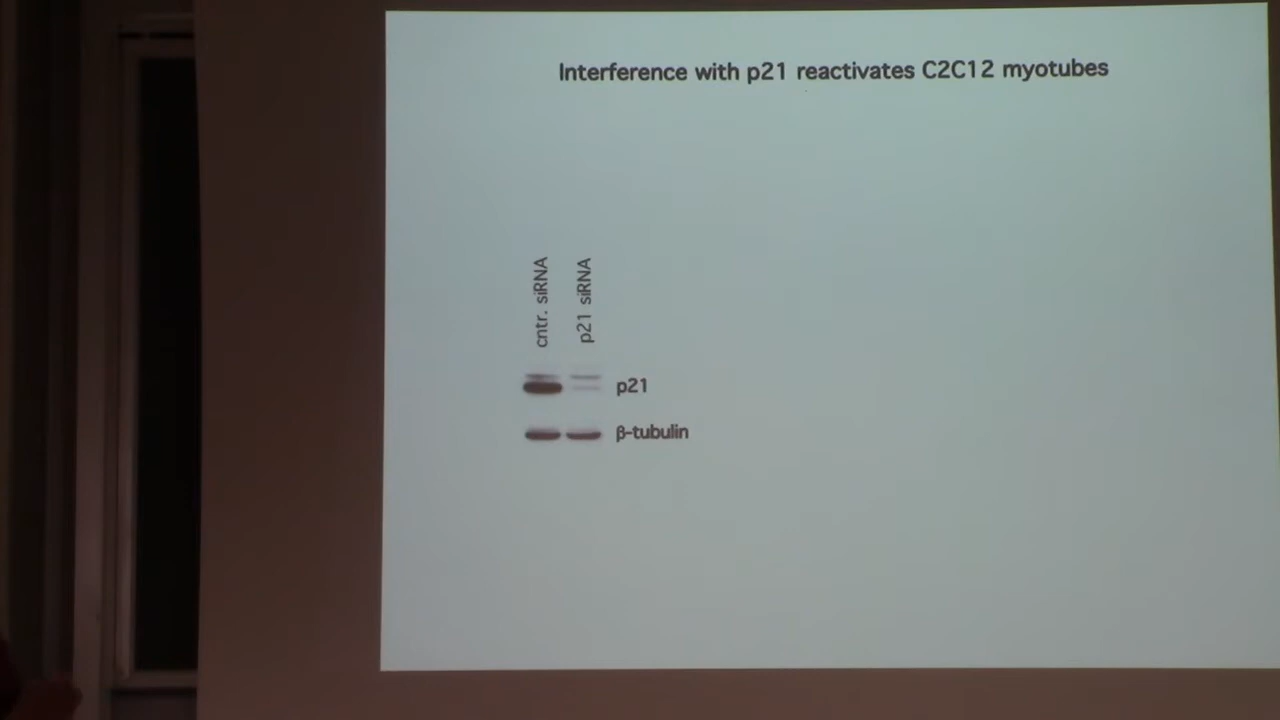 Interference with p21 reactivates C2C12 myotubes
cntr. siRNA
p21 siRNA
p21
β-tubulin